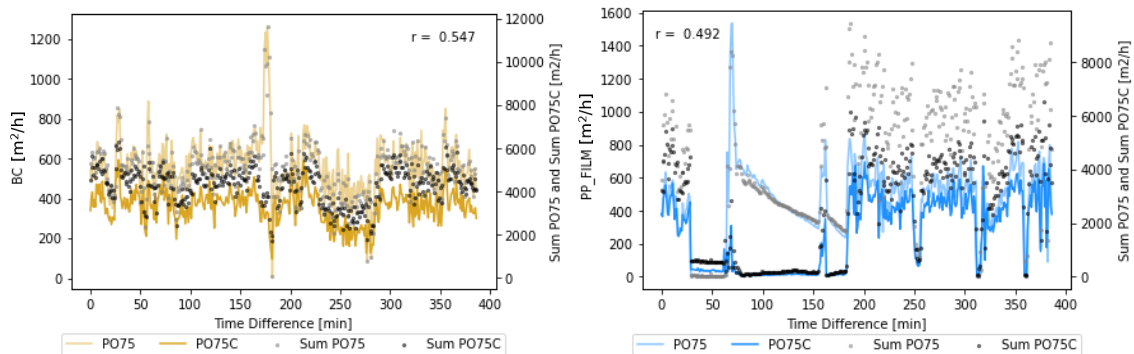 r = 0.547
BC [m²/h]
1200
1000
800
600
400
200
0
12000
10000
8000
6000
4000
2000
0
Sum PO75 and Sum PO75C [m2/h]
0 50 100 150 200 250 300 350 400
Time Difference [min]
PO75 PO75C Sum PO75 Sum PO75C
r = 0.492
PP_FILM [m²/h]
1600
1400
1200
1000
800
600
400
200
0
8000
6000
4000
2000
0
Sum PO75 and Sum PO75C [m2/h]
0 50 100 150 200 250 300 350 400
Time Difference [min]
PO75 PO75C Sum PO75 Sum PO75C